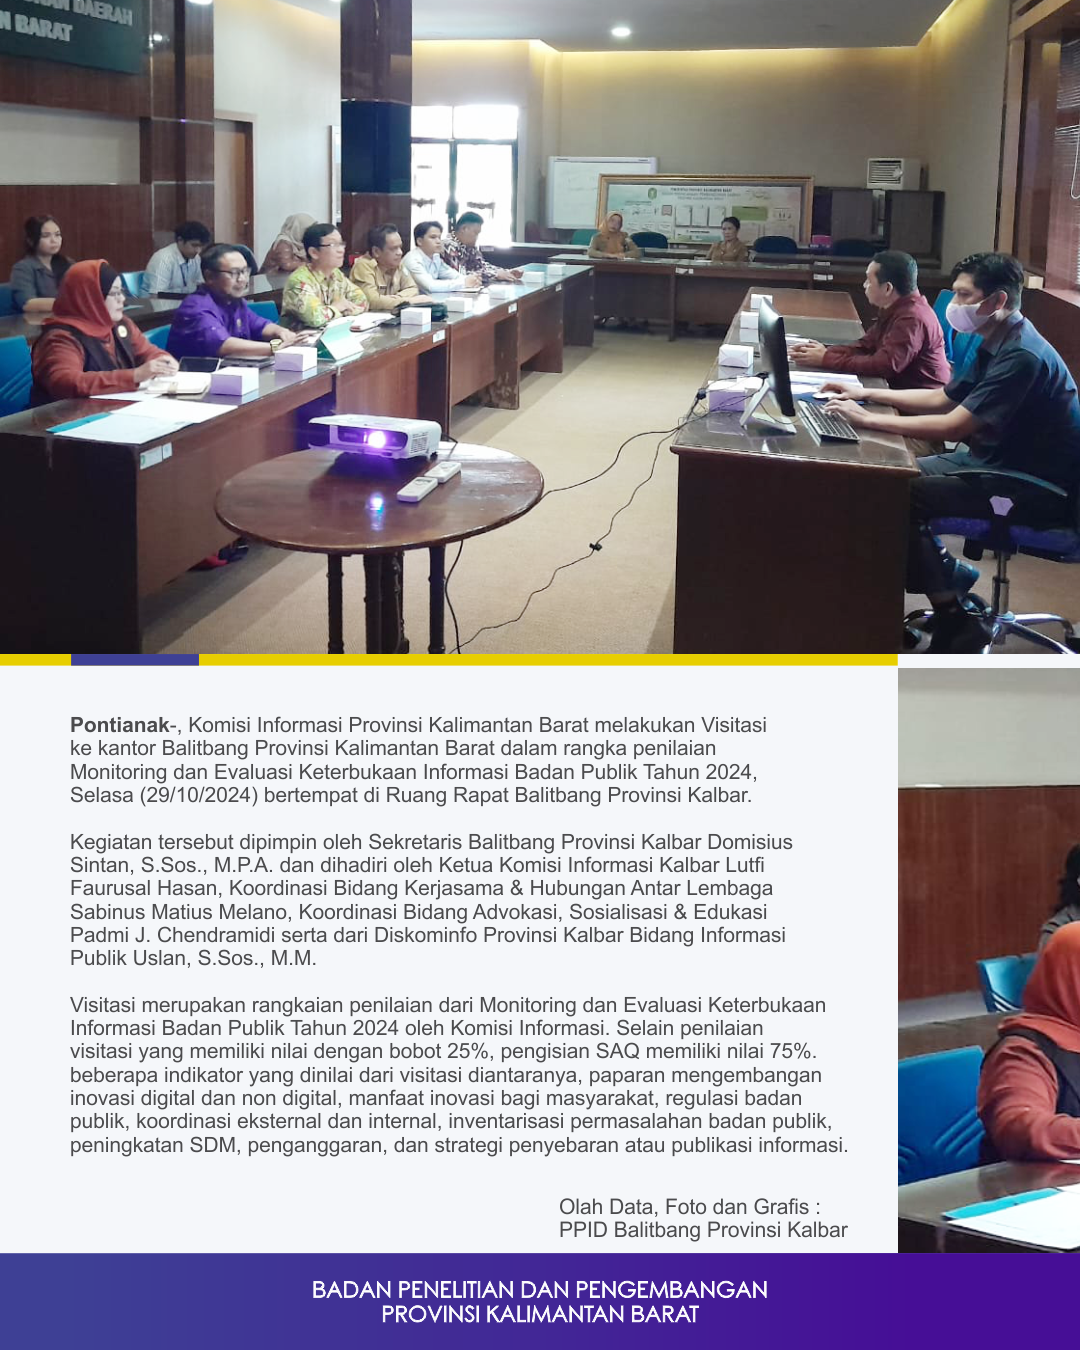 DAERAH
N BARAT
Pontianak-, Komisi Informasi Provinsi Kalimantan Barat melakukan Visitasi
ke kantor Balitbang Provinsi Kalimantan Barat dalam rangka penilaian
Monitoring dan Evaluasi Keterbukaan Informasi Badan Publik Tahun 2024,
Selasa (29/10/2024) bertempat di Ruang Rapat Balitbang Provinsi Kalbar.
Kegiatan tersebut dipimpin oleh Sekretaris Balitbang Provinsi Kalbar Domisius
Sintan, S.Sos., M.P.A. dan dihadiri oleh Ketua Komisi Informasi Kalbar Lutfi
Faurusal Hasan, Koordinasi Bidang Kerjasama & Hubungan Antar Lembaga
Sabinus Matius Melano, Koordinasi Bidang Advokasi, Sosialisasi & Edukasi
Padmi J. Chendramidi serta dari Diskominfo Provinsi Kalbar Bidang Informasi
Publik Uslan, S.Sos., M.M.
Visitasi merupakan rangkaian penilaian dari Monitoring dan Evaluasi Keterbukaan
Informasi Badan Publik Tahun 2024 oleh Komisi Informasi. Selain penilaian
visitasi yang memiliki nilai dengan bobot 25%, pengisian SAQ memiliki nilai 75%.
beberapa indikator yang dinilai dari visitasi diantaranya, paparan mengembangan
inovasi digital dan non digital, manfaat inovasi bagi masyarakat, regulasi badan
publik, koordinasi eksternal dan internal, inventarisasi permasalahan badan publik,
peningkatan SDM, penganggaran, dan strategi penyebaran atau publikasi informasi.
Olah Data, Foto dan Grafis :
PPID Balitbang Provinsi Kalbar
BADAN PENELITIAN DAN PENGEMBANGAN
PROVINSI KALIMANTAN BARAT